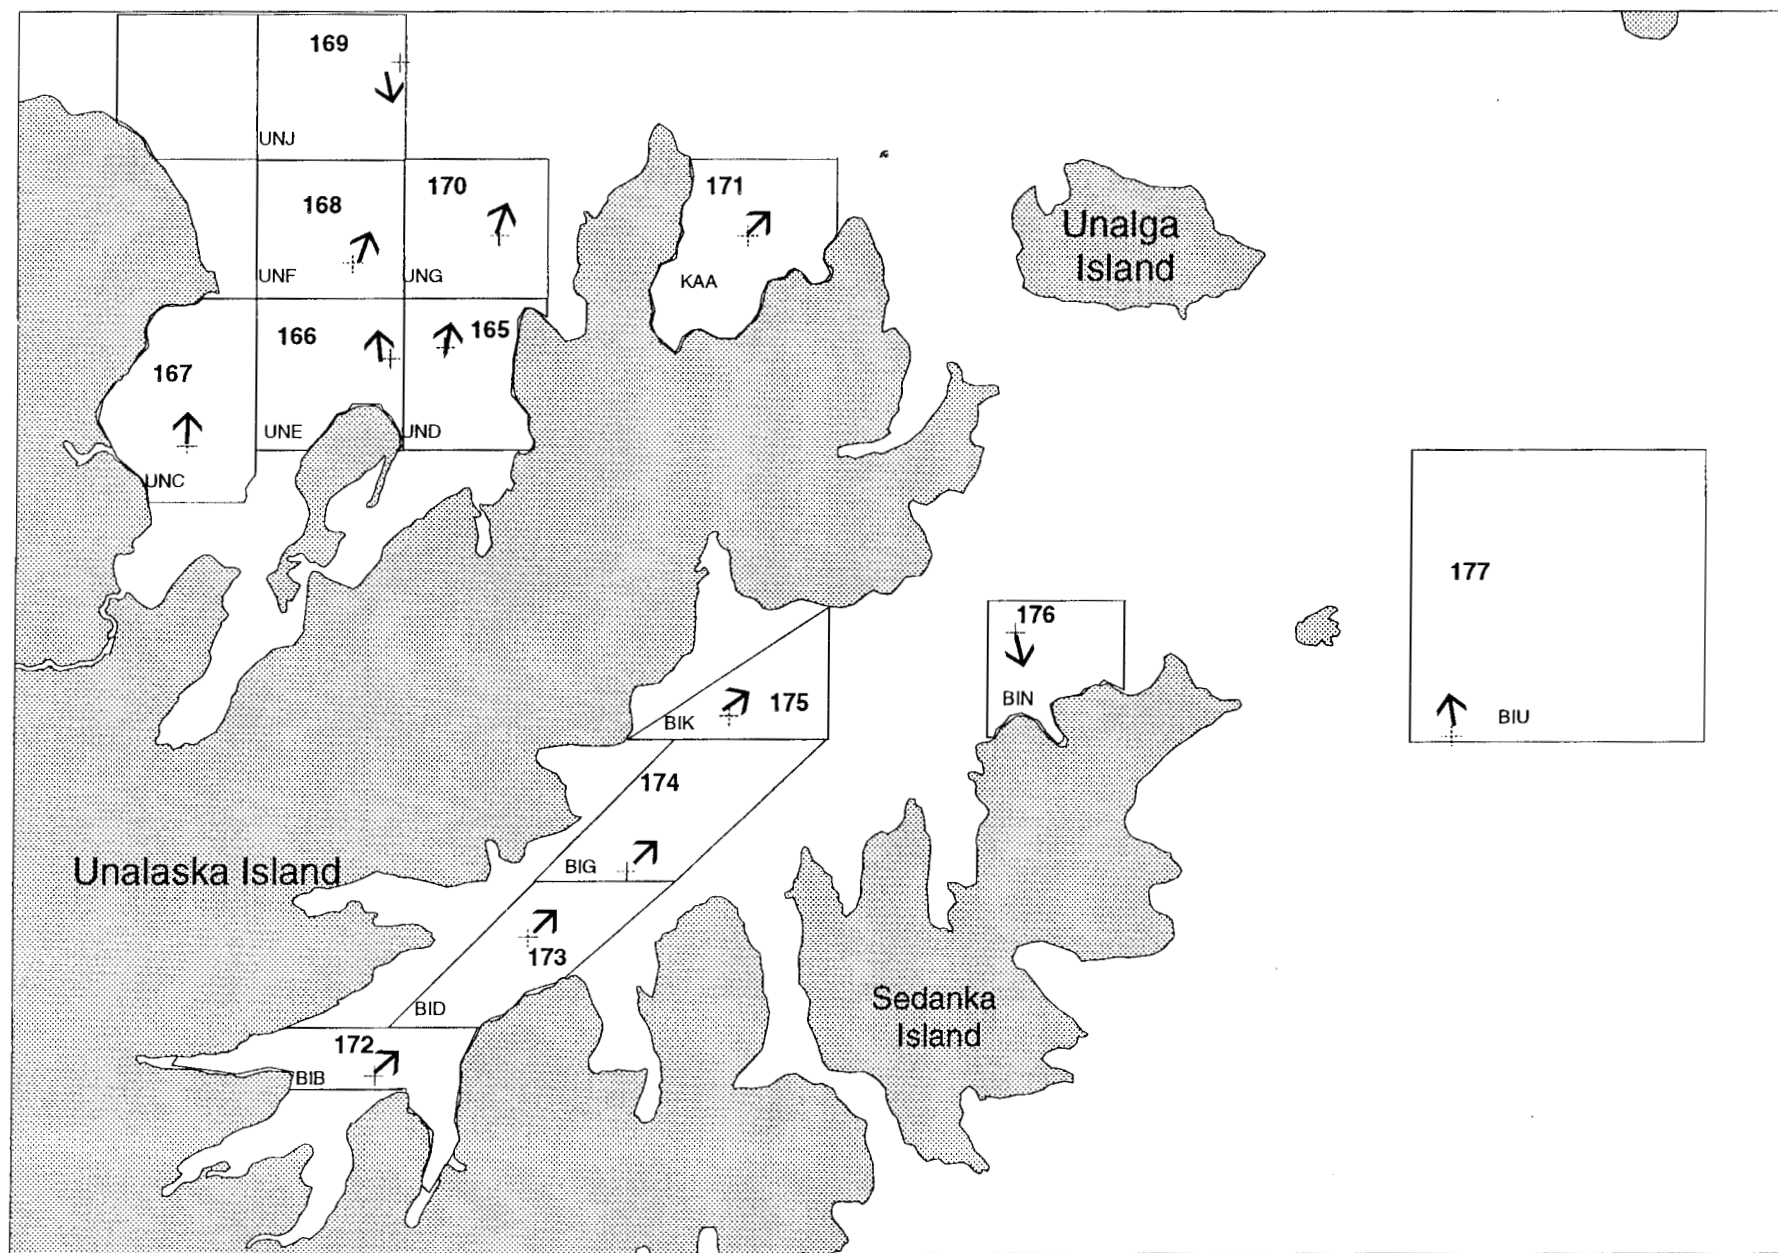 169
UNJ
168
170
171
Unalga
Island
UNF
UNG
KAA
166
165
167
UNE
UND
UNC
177
176
BIN
175
BIK
BIU
174
Unalaska Island
BIG
173
Sedanka
Island
BID
172
BIB